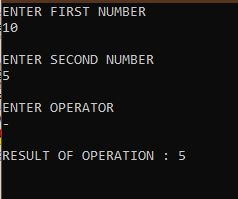 ENTER FIRST NUMBER
10
ENTER SECOND NUMBER
5
ENTER OPERATOR
-
RESULT OF OPERATION : 5